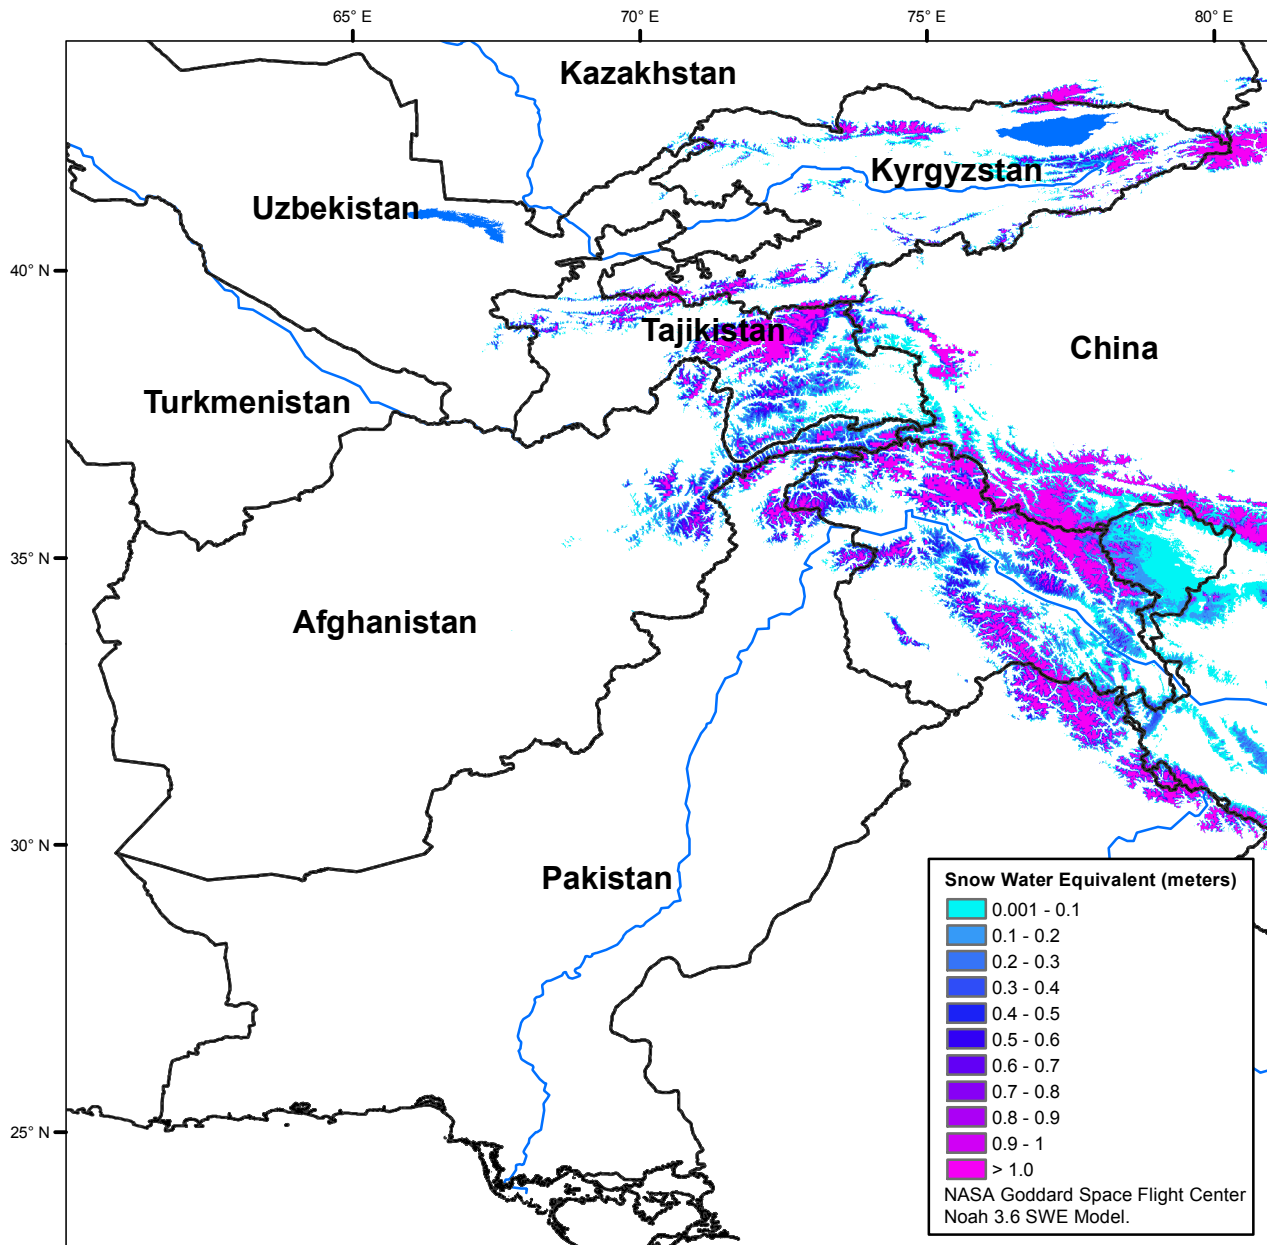 65° E
70° E
75° E
80° E
Kazakhstan
Kyrgyzstan
Uzbekistan
40° N
Tajikistan
China
Turkmenistan
35° N
Afghanistan
30° N
Pakistan
25° N
Snow Water Equivalent (meters)
0.001 - 0.1
0.1 - 0.2
0.2 - 0.3
0.3 - 0.4
0.4 - 0.5
0.5 - 0.6
0.6 - 0.7
0.7 - 0.8
0.8 - 0.9
0.9 - 1
> 1.0
NASA Goddard Space Flight Center
Noah 3.6 SWE Model.